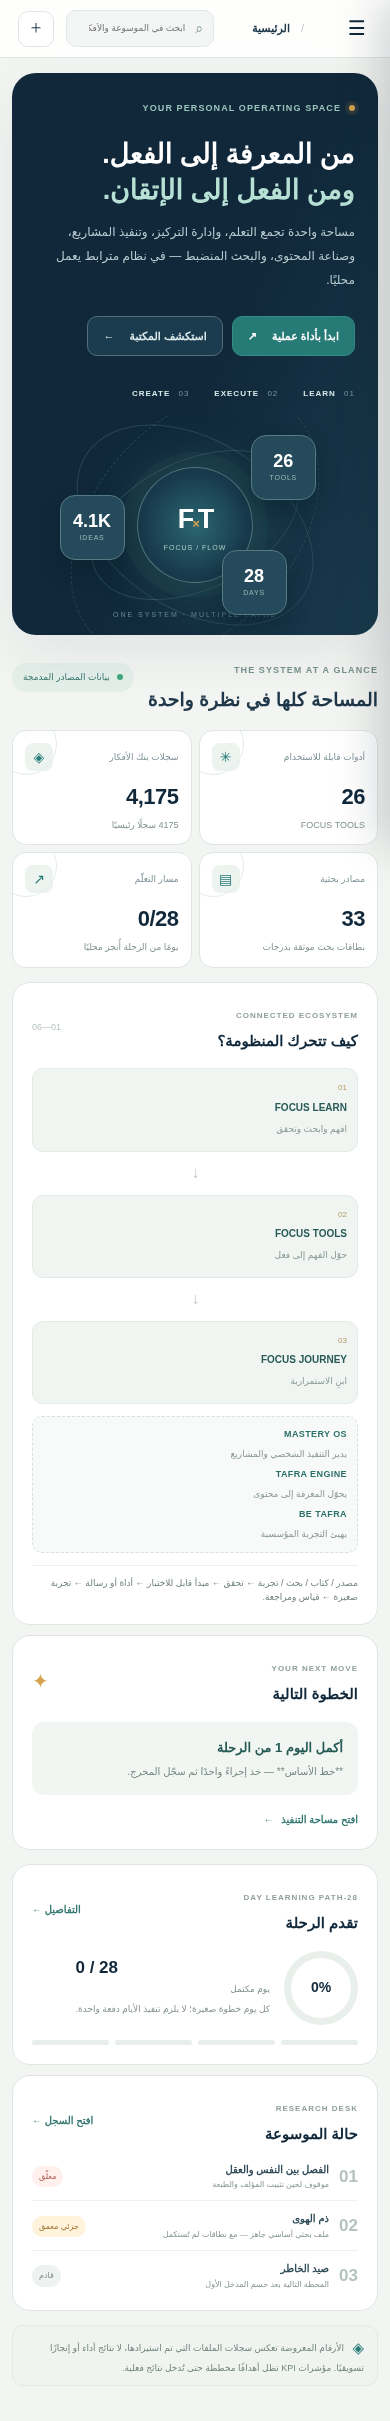 ☰ / الرئيسية
ابحث في الموسوعة والأفك
+
YOUR PERSONAL OPERATING SPACE
من المعرفة إلى الفعل.
ومن الفعل إلى الإتقان.
مساحة واحدة تجمع التعلم، وإدارة التركيز، وتنفيذ المشاريع،
وصناعة المحتوى، والبحث المنضبط — في نظام مترابط يعمل
محليًا.
ابدأ بأداة عملية ↗
استكشف المكتبة ←
01 LEARN
02 EXECUTE
03 CREATE
26
TOOLS
4.1K
IDEAS
F×T
FOCUS / FLOW
28
DAYS
ONE SYSTEM · MULTIPLE PATHS
THE SYSTEM AT A GLANCE
المساحة كلها في نظرة واحدة
بيانات المصادر المدمجة
أدوات قابلة للاستخدام
26
FOCUS TOOLS
سجلات بنك الأفكار
4,175
4175 سجلًا رئيسيًا
مصادر بحثية
33
بطاقات بحث موثقة بدرجات
مسار التعلّم
0/28
يومًا من الرحلة أُنجز محليًا
CONNECTED ECOSYSTEM
كيف تتحرك المنظومة؟
01—06
01
FOCUS LEARN
افهم وابحث وتحقق
↓
02
FOCUS TOOLS
حوّل الفهم إلى فعل
↓
03
FOCUS JOURNEY
ابنِ الاستمرارية
MASTERY OS
يدير التنفيذ الشخصي والمشاريع
TAFRA ENGINE
يحوّل المعرفة إلى محتوى
BE TAFRA
يهيئ التجربة المؤسسية
مصدر / كتاب / بحث / تجربة ← تحقق ← مبدأ قابل للاختبار ← أداة أو رسالة ← تجربة
صغيرة ← قياس ومراجعة.
YOUR NEXT MOVE
الخطوة التالية
أكمل اليوم 1 من الرحلة
**خط الأساس** — خذ إجراءً واحدًا ثم سجّل المخرج.
افتح مساحة التنفيذ ←
DAY LEARNING PATH-28
تقدم الرحلة
التفاصيل ←
0%
0 / 28
يوم مكتمل
كل يوم خطوة صغيرة؛ لا يلزم تنفيذ الأيام دفعة واحدة.
RESEARCH DESK
حالة الموسوعة
افتح السجل ←
01
الفصل بين النفس والعقل
موقوف لحين تثبيت المؤلف والطبعة
معلّق
02
ذم الهوى
ملف بحثي أساسي جاهز — مع نطاقات لم تُستكمل
جزئي معمق
03
صيد الخاطر
المحطة التالية بعد حسم المدخل الأول
قادم
الأرقام المعروضة تعكس سجلات الملفات التي تم استيرادها، لا نتائج أداء أو إنجازًا
تسويقيًا. مؤشرات KPI تظل أهدافًا مخططة حتى تُدخل نتائج فعلية.